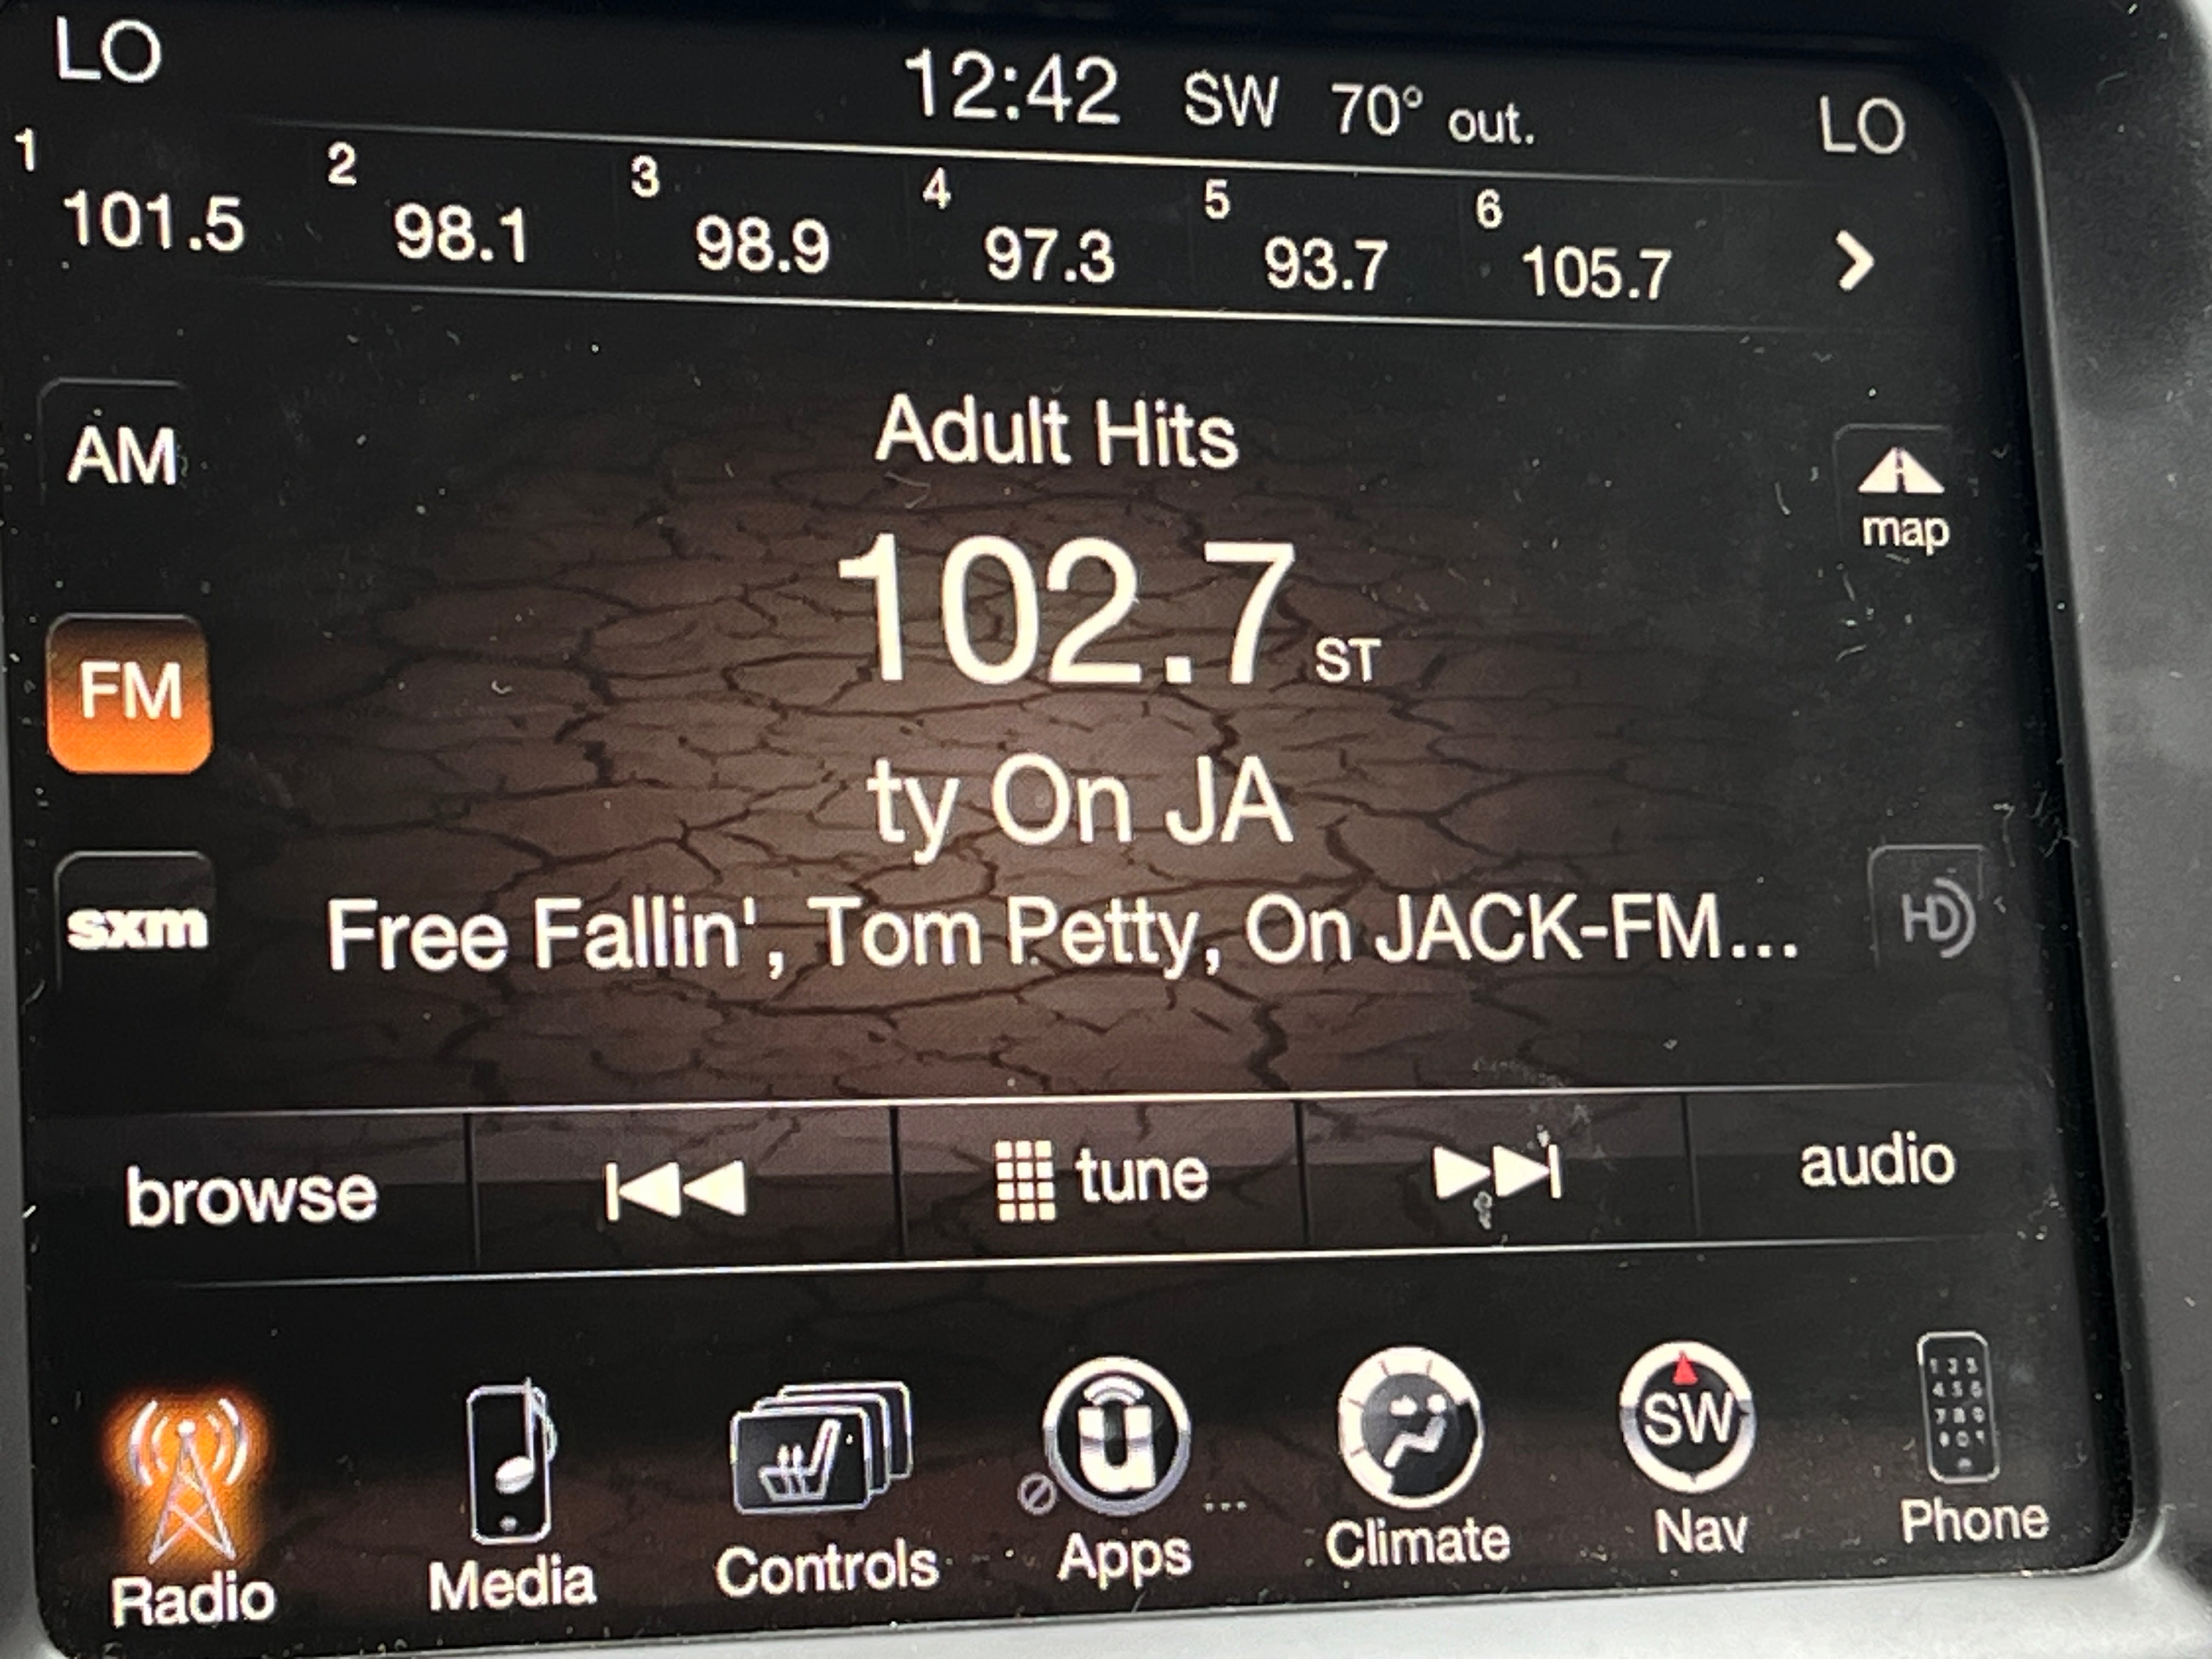 LO 12:42 SW 70° out. LO
1 2 3 4 5 6
101.5 98.1 98.9 97.3 93.7 105.7
AM
Adult Hits
map
102.7 ST
FM
ty On JA
sxm
Free Fallin', Tom Petty, On JACK-FM...
HD
browse tune audio
SW
Radio Media Controls Apps ... Climate Nav Phone